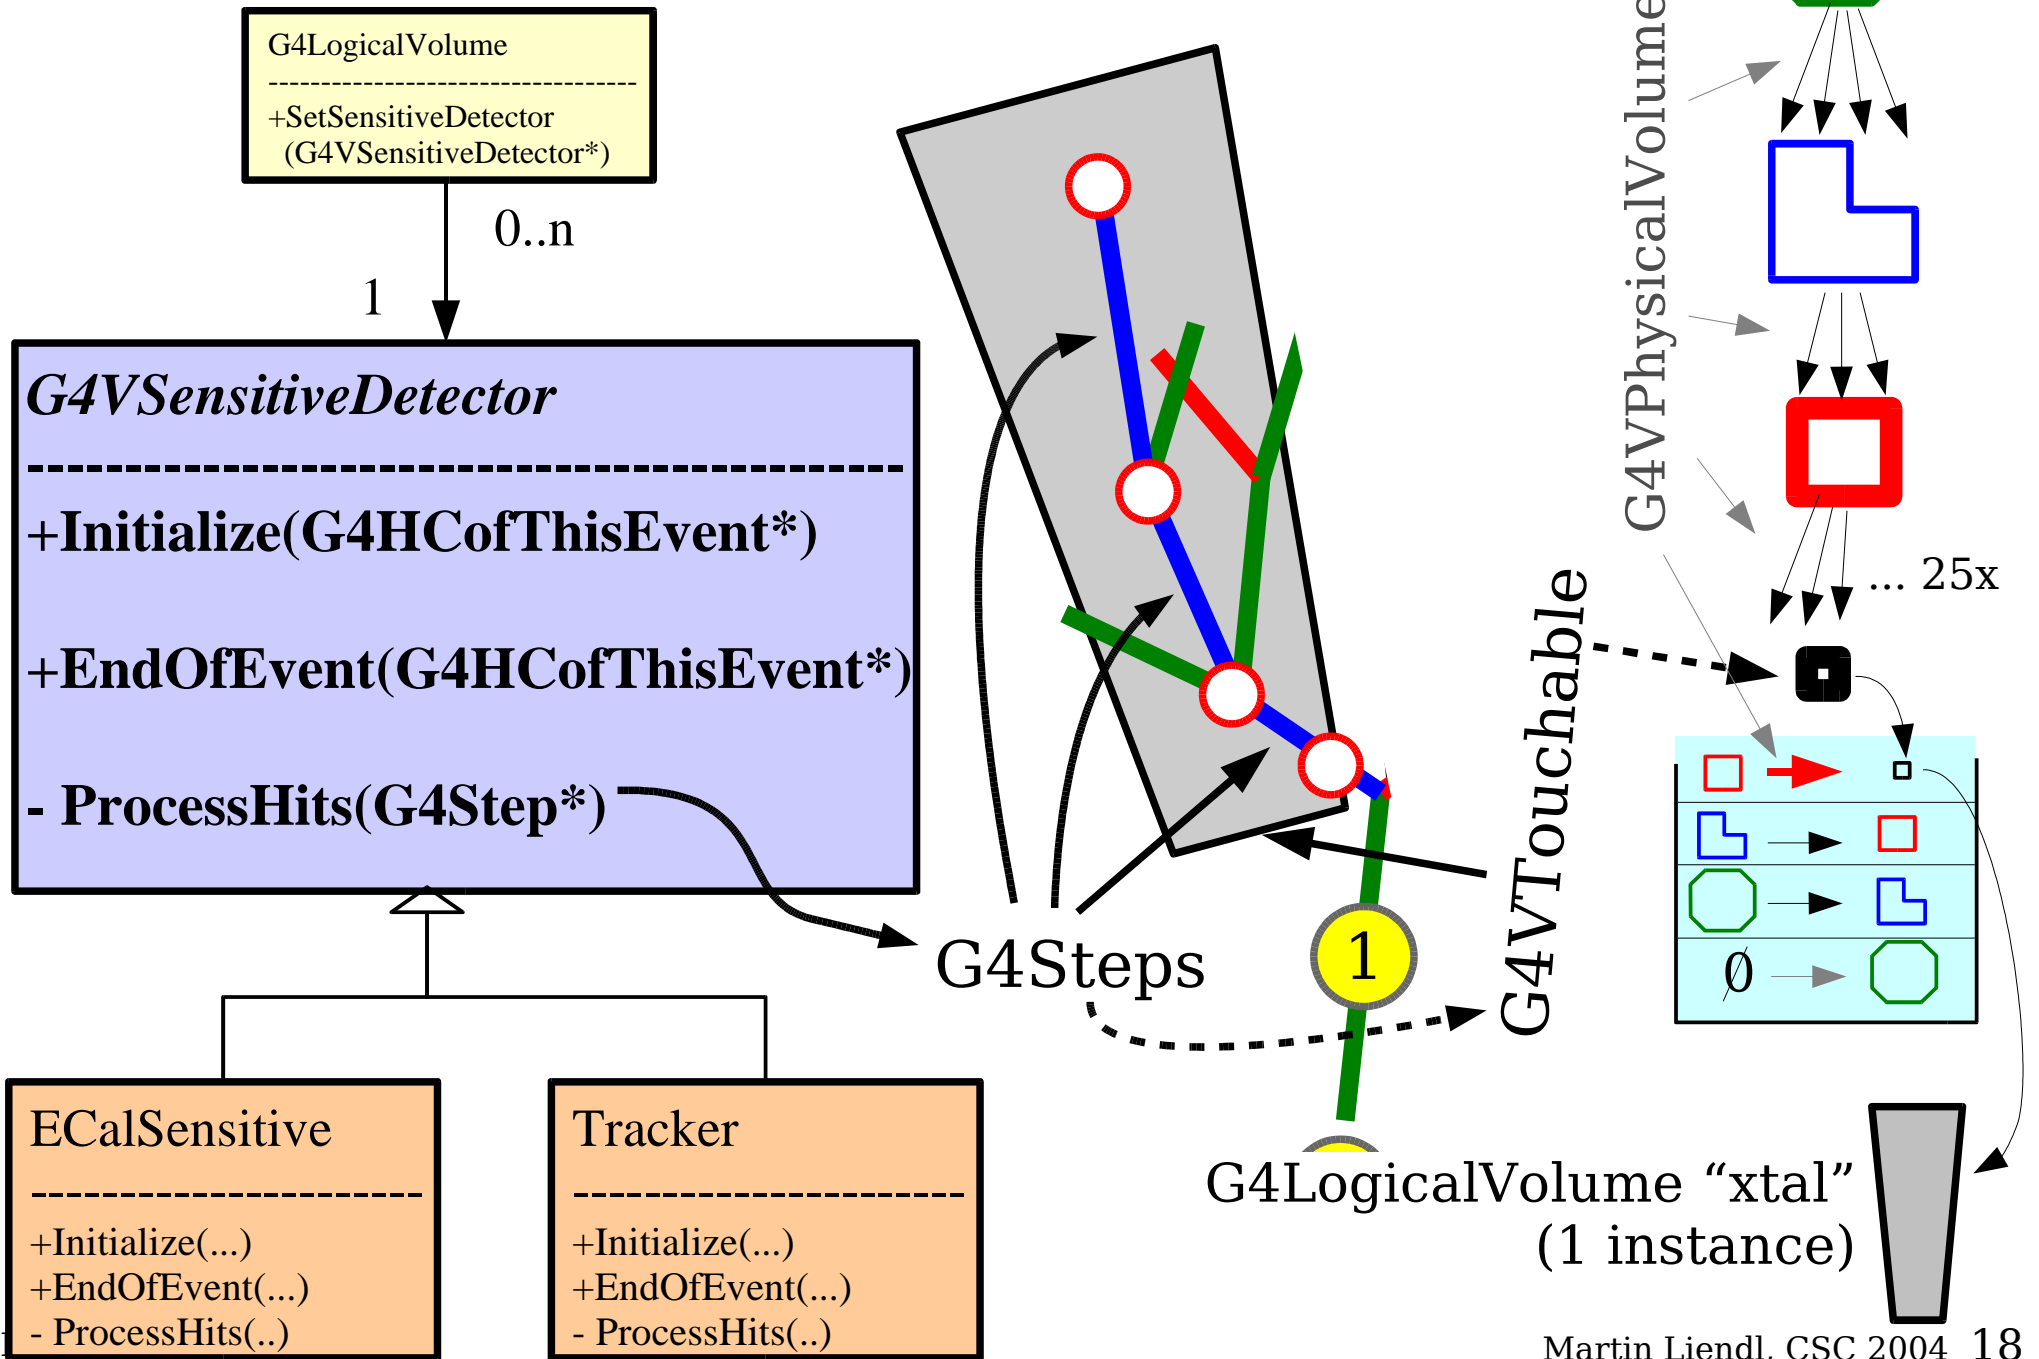 G4LogicalVolume
-----------------------------------
+SetSensitiveDetector
(G4VSensitiveDetector*)
0..n
1
G4VSensitiveDetector
--------------------------------------------
+Initialize(G4HCofThisEvent*)
+EndOfEvent(G4HCofThisEvent*)
- ProcessHits(G4Step*)
ECalSensitive
------------------------------
+Initialize(...)
+EndOfEvent(...)
- ProcessHits(..)
Tracker
------------------------------
+Initialize(...)
+EndOfEvent(...)
- ProcessHits(..)
G4Steps
1
G4VTouchable
G4VPhysicalVolume
... 25x
0
G4LogicalVolume “xtal”
(1 instance)
Martin Liendl, CSC 2004 18